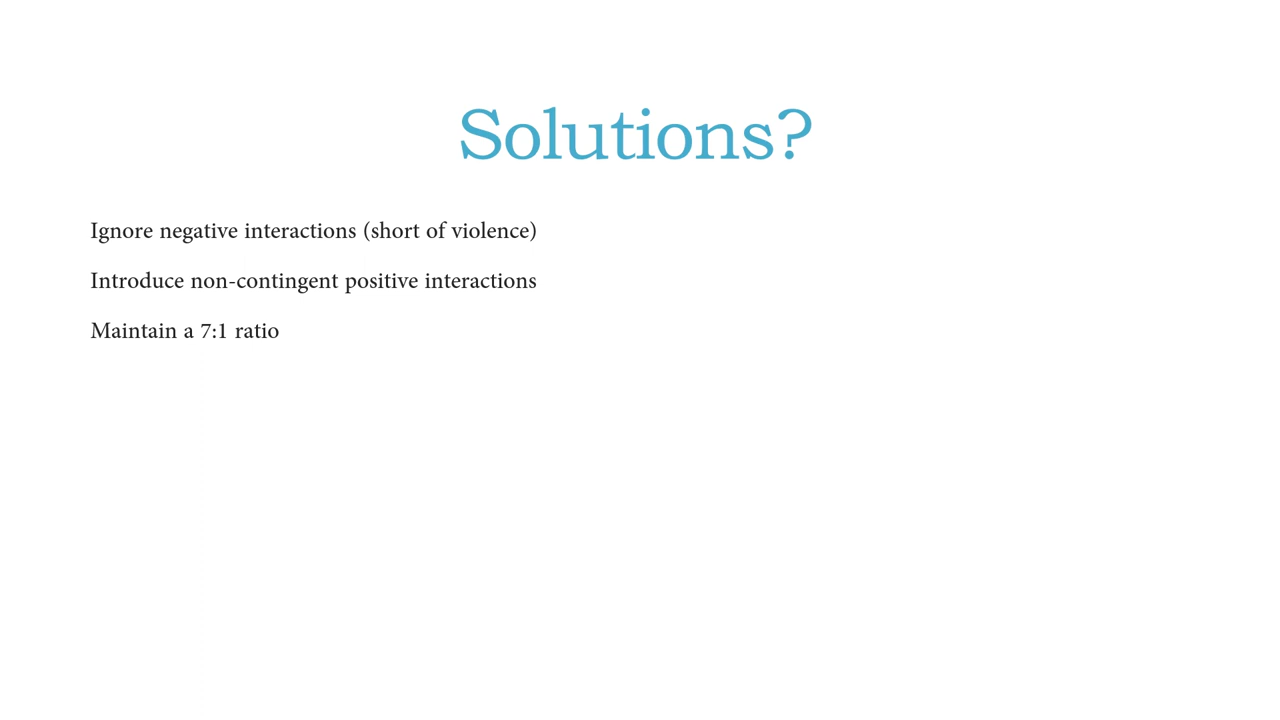 Solutions?
Ignore negative interactions (short of violence)
Introduce non-contingent positive interactions
Maintain a 7:1 ratio